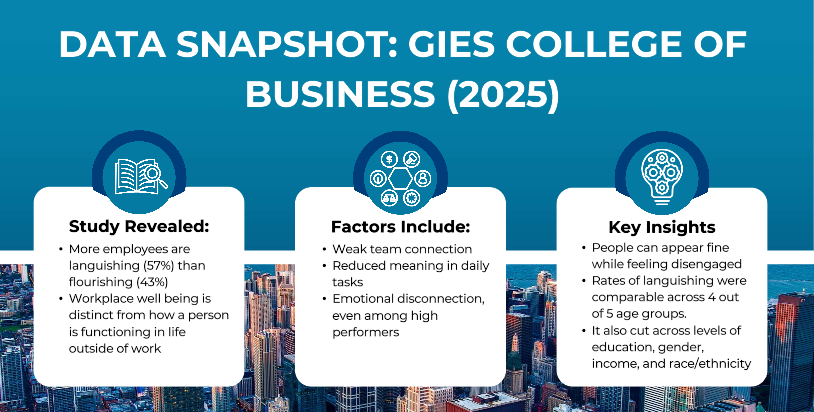 DATA SNAPSHOT: GIES COLLEGE OF
BUSINESS (2025)
Study Revealed:
• More employees are
languishing (57%) than
flourishing (43%)
• Workplace well being is
distinct from how a person
is functioning in life
outside of work
Factors Include:
• Weak team connection
• Reduced meaning in daily
tasks
• Emotional disconnection,
even among high
performers
Key Insights
• People can appear fine
while feeling disengaged
• Rates of languishing were
comparable across 4 out
of 5 age groups.
• It also cut across levels of
education, gender,
income, and race/ethnicity